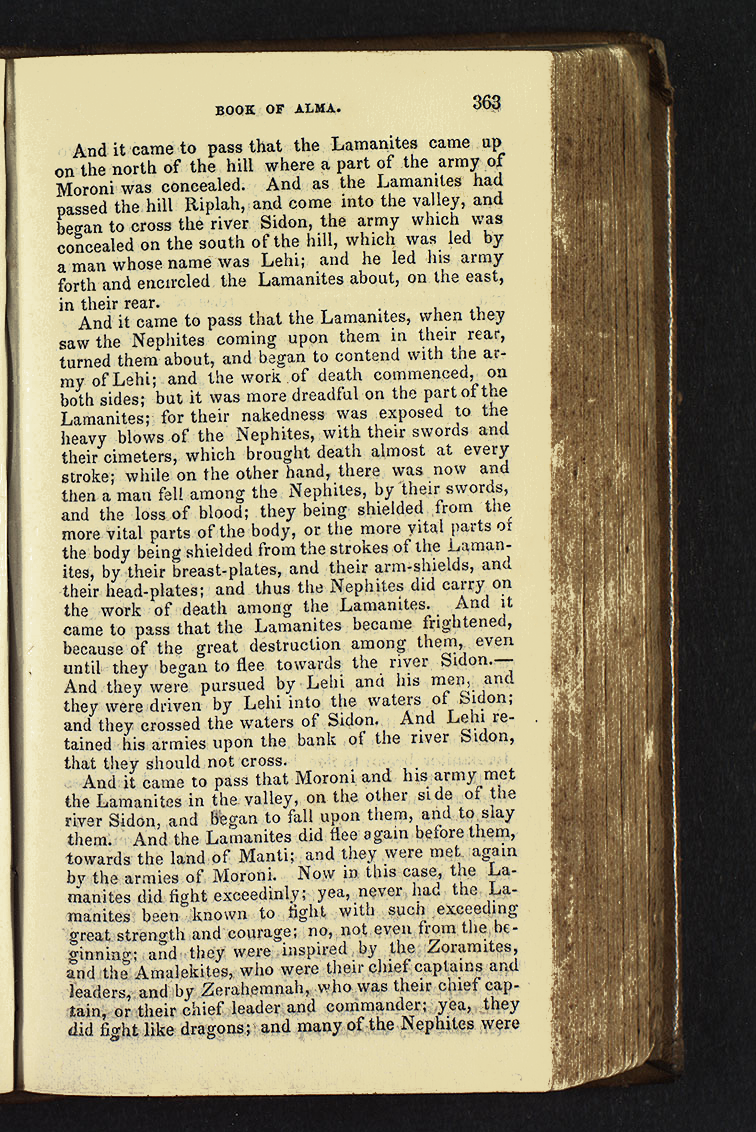 BOOK OF ALMA. 363
And it came to pass that the Lamanites came up
on the north of the hill where a part of the army of
Moroni was concealed. And as the Lamanites had
passed the hill Riplah, and come into the valley, and
began to cross the river Sidon, the army which was
concealed on the south of the hill, which was led by
a man whose name was Lehi; and he led his army
forth and encircled the Lamanites about, on the east,
in their rear.
And it came to pass that the Lamanites, when they
saw the Nephites coming upon them in their rear,
turned them about, and began to contend with the ar-
my of Lehi; and the work of death commenced, on
both sides; but it was more dreadful on the part of the
Lamanites; for their nakedness was exposed to the
heavy blows of the Nephites, with their swords and
their cimeters, which brought death almost at every
stroke; while on the other hand, there was now and
then a man fell among the Nephites, by their swords,
and the loss of blood; they being shielded from the
more vital parts of the body, or the more vital parts of
the body being shielded from the strokes of the Laman-
ites, by their breast-plates, and their arm-shields, and
their head-plates; and thus the Nephites did carry on
the work of death among the Lamanites. And it
came to pass that the Lamanites became frightened,
because of the great destruction among them, even
until they began to flee towards the river Sidon.—
And they were pursued by Lehi and his men, and
they were driven by Lehi into the waters of Sidon;
and they crossed the waters of Sidon. And Lehi re-
tained his armies upon the bank of the river Sidon,
that they should not cross.
And it came to pass that Moroni and his army met
the Lamanites in the valley, on the other side of the
river Sidon, and began to fall upon them, and to slay
them. And the Lamanites did flee again before them,
towards the land of Manti; and they were met again
by the armies of Moroni. Now in this case, the La-
manites did fight exceedinly; yea, never had the La-
manites been known to fight with such exceeding
great strength and courage; no, not even from the be-
ginning; and they were inspired by the Zoramites,
and the Amalekites, who were their chief captains and
leaders, and by Zerahemnah, who was their chief cap-
tain, or their chief leader and commander; yea, they
did fight like dragons; and many of the Nephites were